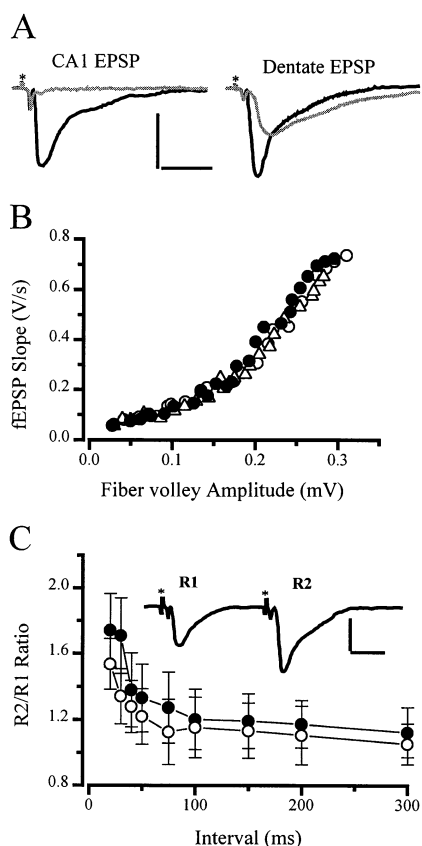 A
CA1 EPSP
Dentate EPSP
*
*
B
fEPSP Slope (V/s)
0.8
0.6
0.4
0.2
0.0
0.0 0.1 0.2 0.3
Fiber volley Amplitude (mV)
C
R2/R1 Ratio
2.0
1.6
1.2
0.8
* R1 * R2
0 100 200 300
Interval (ms)